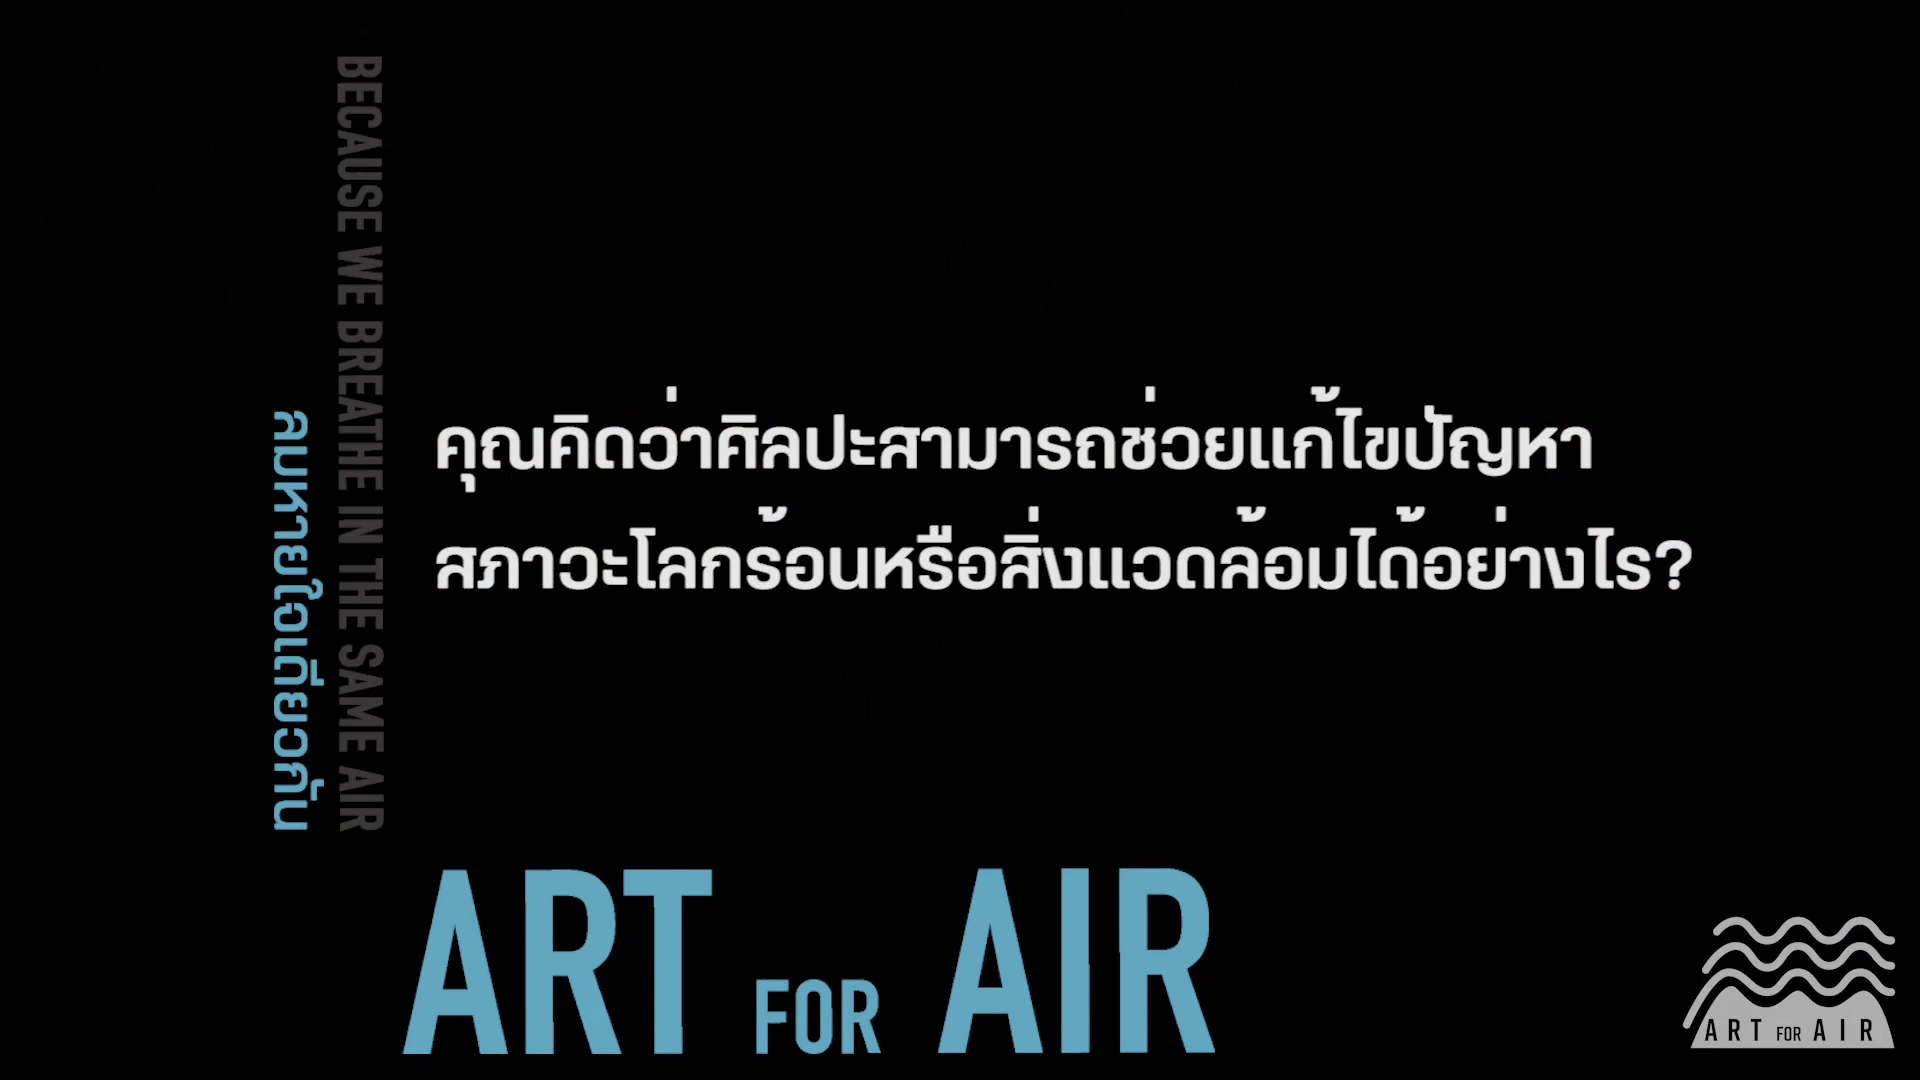 BECAUSE WE BREATHE IN THE SAME AIR
ลมหายใจเดียวกัน
คุณคิดว่าศิลปะสามารถช่วยแก้ไขปัญหา
สภาวะโลกร้อนหรือสิ่งแวดล้อมได้อย่างไร?
ART FOR AIR
ART FOR AIR